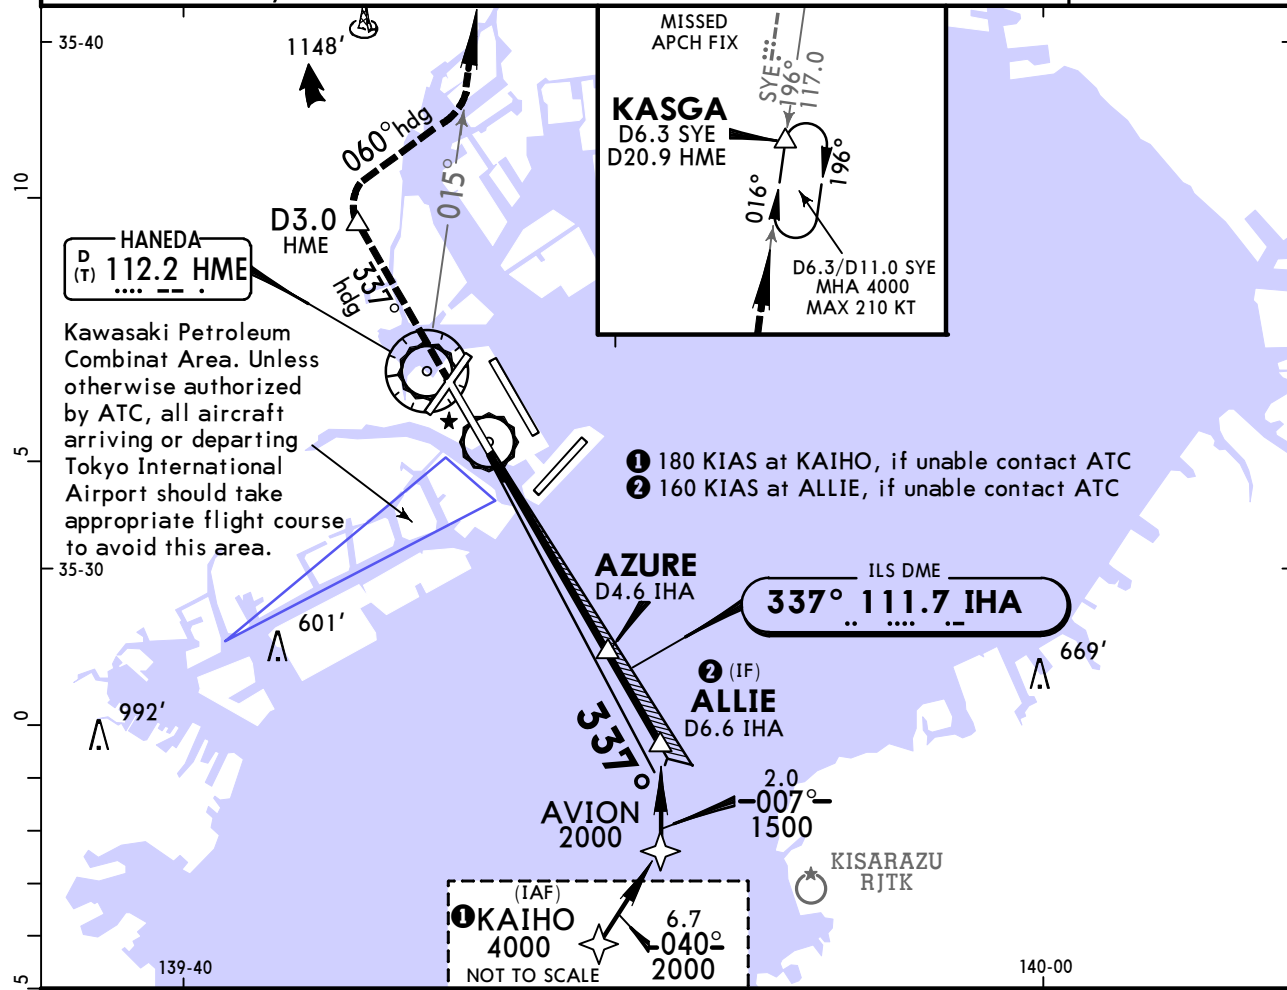 35-40
1148'
MISSED
APCH FIX
SYE
196°
117.0
KASGA
D6.3 SYE
D20.9 HME
016°
196°
D6.3/D11.0 SYE
MHA 4000
MAX 210 KT
060°hdg
015°
10
D3.0
HME
337°
hdg
HANEDA
D
(T) 112.2 HME
Kawasaki Petroleum
Combinat Area. Unless
otherwise authorized
by ATC, all aircraft
arriving or departing
Tokyo International
Airport should take
appropriate flight course
to avoid this area.
5
1 180 KIAS at KAIHO, if unable contact ATC
2 160 KIAS at ALLIE, if unable contact ATC
35-30
AZURE
D4.6 IHA
ILS DME
337° 111.7 IHA
601'
669'
2 (IF)
ALLIE
D6.6 IHA
992'
0
337°
AVION
2000
2.0
007°
1500
KISARAZU
RJTK
(IAF)
1 KAIHO
4000
NOT TO SCALE
6.7
040°
2000
5
139-40
140-00